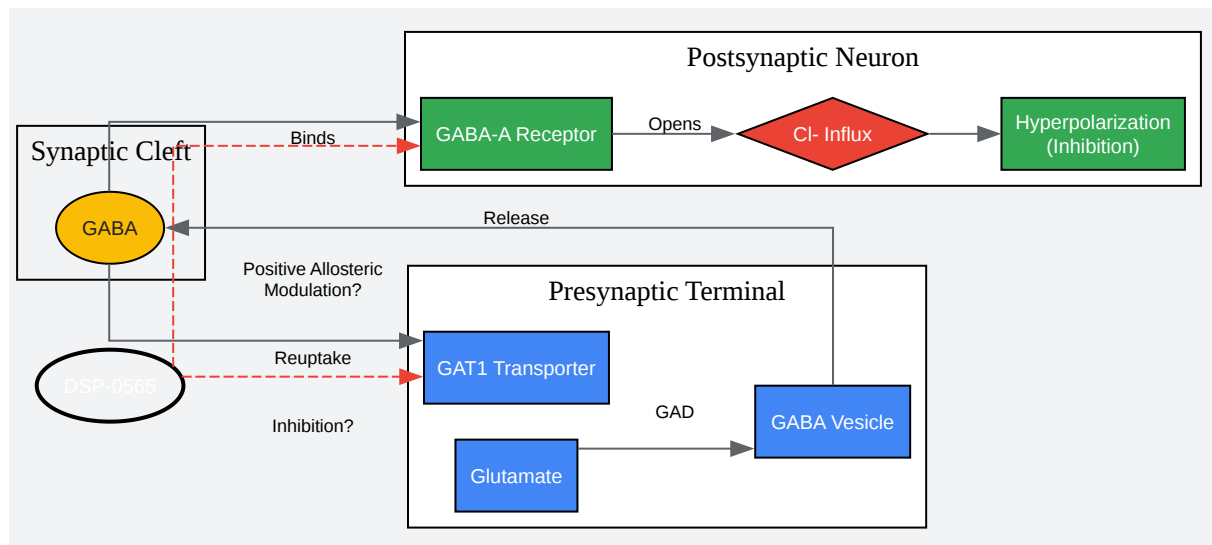 Postsynaptic Neuron
GABA-A Receptor
Opens
Cl- Influx
Hyperpolarization
(Inhibition)
Binds
Synaptic Cleft
GABA
Release
Positive Allosteric
Modulation?
Presynaptic Terminal
Reuptake
GAT1 Transporter
DSP-0565
Inhibition?
GAD
GABA Vesicle
Glutamate